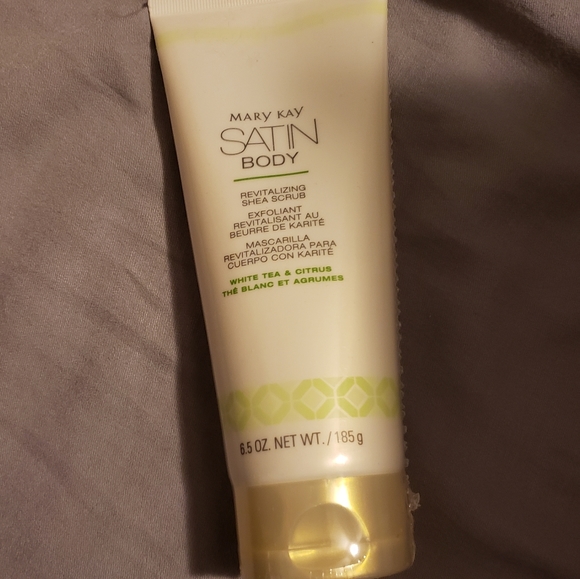 MARY KAY
SATIN
BODY
REVITALIZING
SHEA SCRUB
EXFOLIANT
REVITALISANT AU
BEURRE DE KARITÉ
MASCARILLA
REVITALIZADORA PARA
CUERPO CON KARITÉ
WHITE TEA & CITRUS
THÉ BLANC ET AGRUMES
6.5 OZ. NET WT./185g